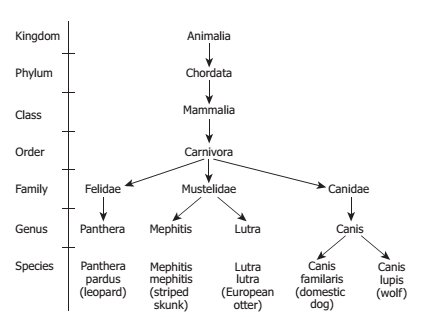 Kingdom Animalia
Phylum Chordata
Class Mammalia
Order Carnivora
Family Felidae Mustelidae Canidae
Genus Panthera Mephitis Lutra Canis
Species Panthera Mephitis Lutra Canis Canis
pardus mephitis lutra familaris lupis
(leopard) (striped (European (domestic (wolf)
skunk) otter) dog)